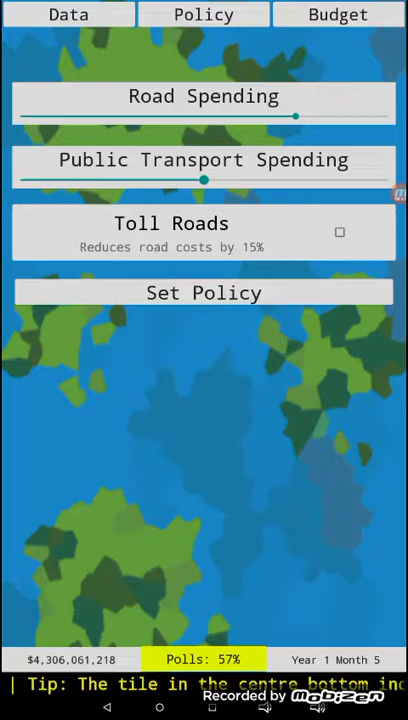 Data Policy Budget
Road Spending
Public Transport Spending
Toll Roads
Reduces road costs by 15%
Set Policy
$4,306,061,218 Polls: 57% Year 1 Month 5
| Tip: The tile in the centre bottom
Recorded by Mobizen